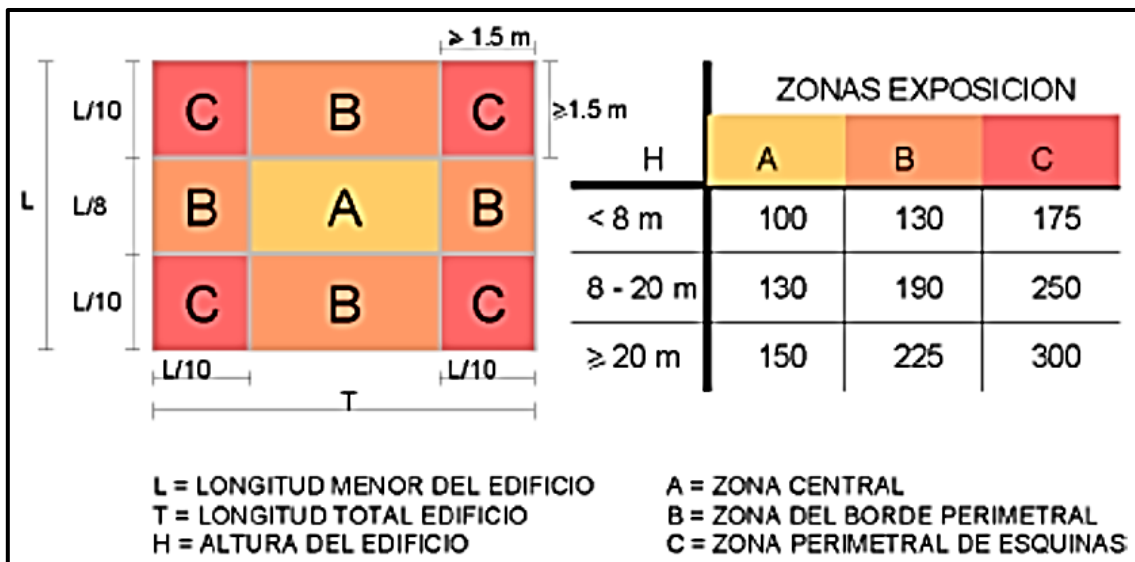 ≥ 1.5 m
L/10
C
B
C
≥1.5 m
L
L/8
B
A
B
L/10
C
B
C
L/10
L/10
T
ZONAS EXPOSICION
H
A
B
C
< 8 m
100
130
175
8 - 20 m
130
190
250
≥ 20 m
150
225
300
L = LONGITUD MENOR DEL EDIFICIO
T = LONGITUD TOTAL EDIFICIO
H = ALTURA DEL EDIFICIO
A = ZONA CENTRAL
B = ZONA DEL BORDE PERIMETRAL
C = ZONA PERIMETRAL DE ESQUINAS